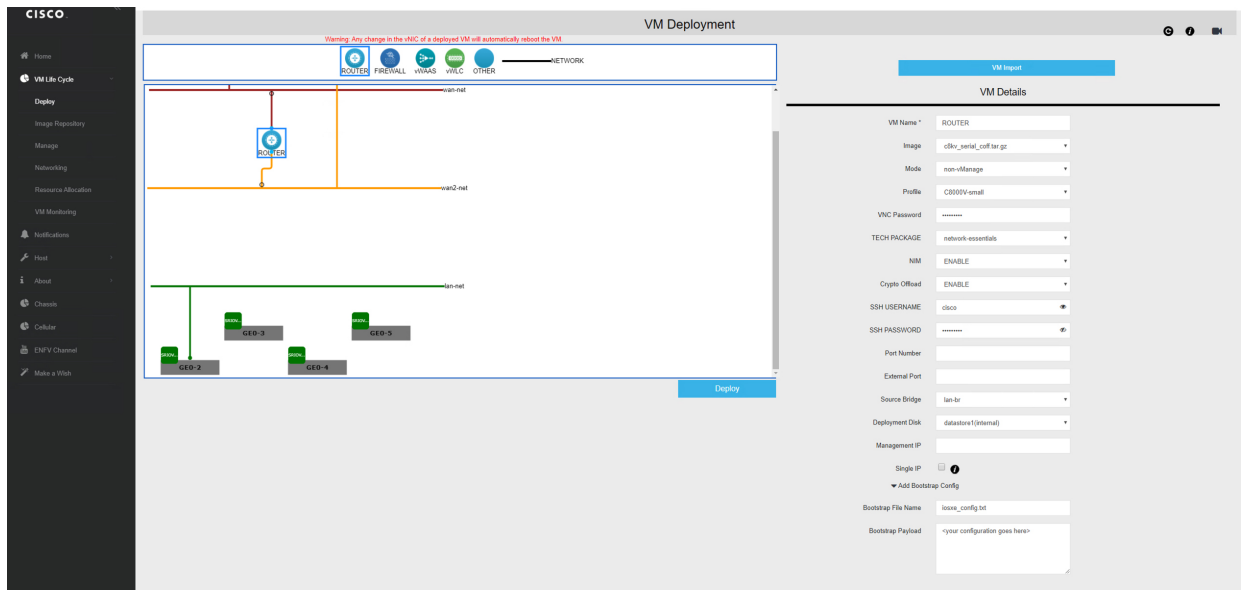 CISCO
VM Deployment
Home
VM Life Cycle
Deploy
Image Repository
Manage
Networking
Resource Allocation
VM Monitoring
Notifications
Host
About
Chassis
Cellular
ENFV Channel
Make a Wish
Warning: Any change in the vNIC of a deployed VM will automatically reboot the VM.
ROUTER FIREWALL vWAAS vWLC OTHER NETWORK
wan-net
ROUTER
wan2-net
lan-net
SRIOV...
GE0-3
SRIOV...
GE0-5
SRIOV...
GE0-2
SRIOV...
GE0-4
Deploy
VM Import
VM Details
VM Name * ROUTER
Image c8kv_serial_coff.tar.gz
Mode non-vManage
Profile C8000V-small
VNC Password •••••••••
TECH PACKAGE network-essentials
NIM ENABLE
Crypto Offload ENABLE
SSH USERNAME cisco
SSH PASSWORD •••••••••
Port Number
External Port
Source Bridge lan-br
Deployment Disk datastore1(internal)
Management IP
Single IP
Add Bootstrap Config
Bootstrap File Name iosxe_config.txt
Bootstrap Payload <your configuration goes here>